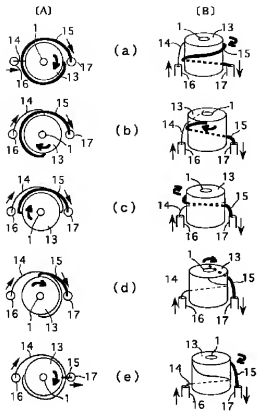 〔A〕 〔B〕
14 1 15 1 13
14
16 13 17 (a) 15
16 17
14 15 13 1
14
16 13 1 17 (b) 15
16 17
14 15 1 13
14 15
16 1 13 17 (c) 16 17
14 15 1 13
14 15
16 1 13 17 (d) 16 17
14 13 13 1
15 14 15
17
16 1 (e) 16 17